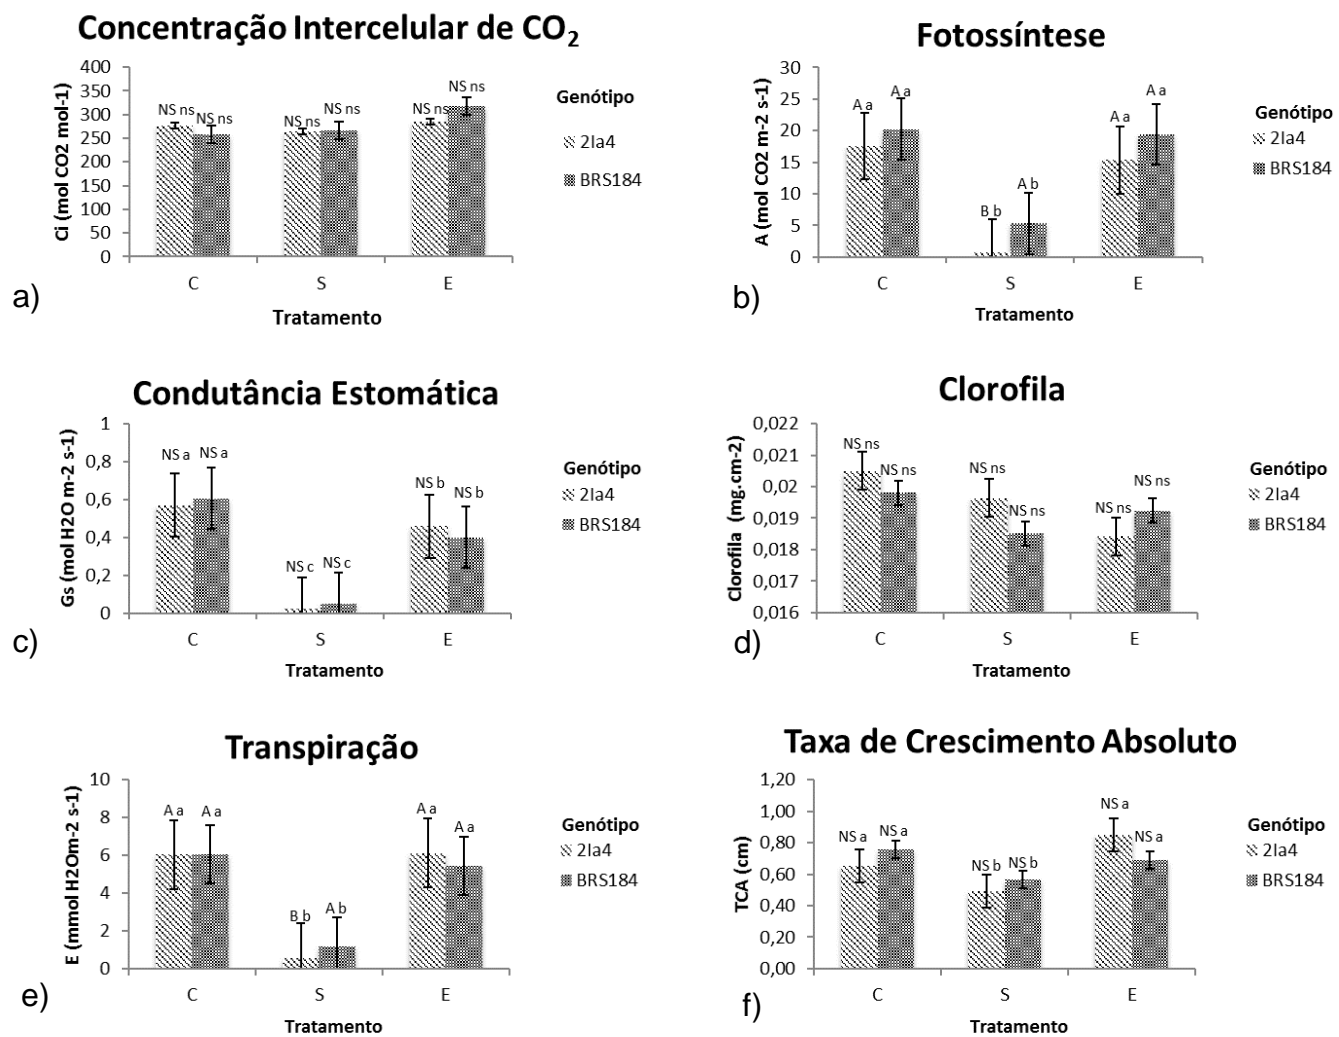 Concentração Intercelular de CO2
Ci (mol CO2 mol-1)
400
350
300
250
200
150
100
50
0
NS ns
NS ns
NS ns
NS ns
NS ns
NS ns
C
S
E
Tratamento
Genótipo
2Ia4
BRS184
a)
Fotossíntese
A (mol CO2 m-2 s-1)
30
25
20
15
10
5
0
A a
A a
B b
A b
A a
A a
C
S
E
Tratamento
Genótipo
2Ia4
BRS184
b)
Condutância Estomática
Gs (mol H2O m-2 s-1)
1
0,8
0,6
0,4
0,2
0
NS a
NS a
NS c
NS c
NS b
NS b
C
S
E
Tratamento
Genótipo
2Ia4
BRS184
c)
Clorofila
Clorofila (mg.cm-2)
0,022
0,021
0,02
0,019
0,018
0,017
0,016
NS ns
NS ns
NS ns
NS ns
NS ns
NS ns
C
S
E
Tratamento
Genótipo
2Ia4
BRS184
d)
Transpiração
E (mmol H2Om-2 s-1)
10
8
6
4
2
0
A a
A a
B b
A b
A a
A a
C
S
E
Tratamento
Genótipo
2Ia4
BRS184
e)
Taxa de Crescimento Absoluto
TCA (cm)
1,20
1,00
0,80
0,60
0,40
0,20
0,00
NS a
NS a
NS b
NS b
NS a
NS a
C
S
E
Tratamento
Genótipo
2Ia4
BRS184
f)